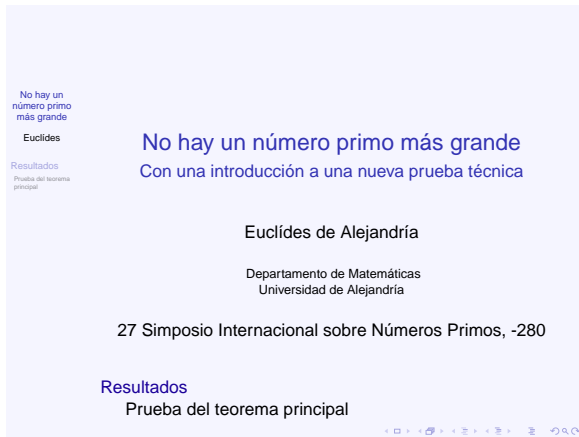 No hay un
número primo
más grande
Euclídes
Resultados
Prueba del teorema
principal
No hay un número primo más grande
Con una introducción a una nueva prueba técnica
Euclídes de Alejandría
Departamento de Matemáticas
Universidad de Alejandría
27 Simposio Internacional sobre Números Primos, -280
Resultados
Prueba del teorema principal